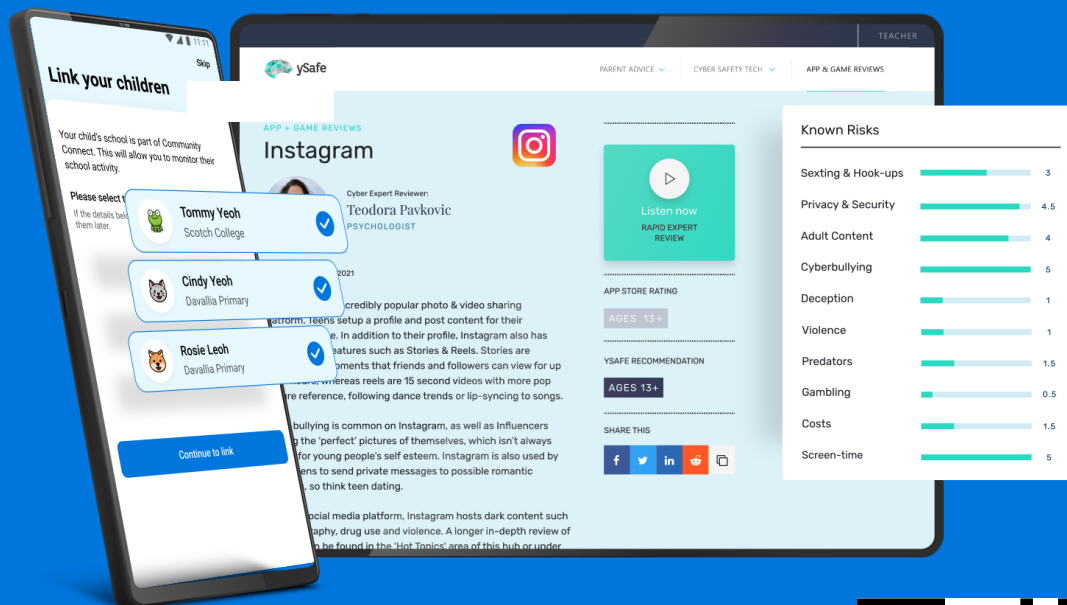 11:11
Skip
Link your children
Your child's school is part of Community
Connect. This will allow you to monitor their
school activity.
Please select t
If the details bel
them later.
Tommy Yeoh
Scotch College
Cindy Yeoh
Davallia Primary
Rosie Leoh
Davallia Primary
Continue to link
TEACHER
ySafe
PARENT ADVICE
CYBER SAFETY TECH
APP & GAME REVIEWS
APP + GAME REVIEWS
Instagram
Cyber Expert Reviewer:
Teodora Pavkovic
PSYCHOLOGIST
2021
credibly popular photo & video sharing
platform. Teens setup a profile and post content for their
e. In addition to their profile, Instagram also has
eatures such as Stories & Reels. Stories are
oments that friends and followers can view for up
whereas reels are 15 second videos with more pop
re reference, following dance trends or lip-syncing to songs.
bullying is common on Instagram, as well as Influencers
g the 'perfect' pictures of themselves, which isn't always
for young people's self esteem. Instagram is also used by
ens to send private messages to possible romantic
, so think teen dating.
ocial media platform, Instagram hosts dark content such
raphy, drug use and violence. A longer in-depth review of
n be found in the 'Hot Topics' area of this hub or under
Listen now
RAPID EXPERT
REVIEW
APP STORE RATING
AGES 13+
YSAFE RECOMMENDATION
AGES 13+
SHARE THIS
Known Risks
Sexting & Hook-ups 3
Privacy & Security 4.5
Adult Content 4
Cyberbullying 5
Deception 1
Violence 1
Predators 1.5
Gambling 0.5
Costs 1.5
Screen-time 5